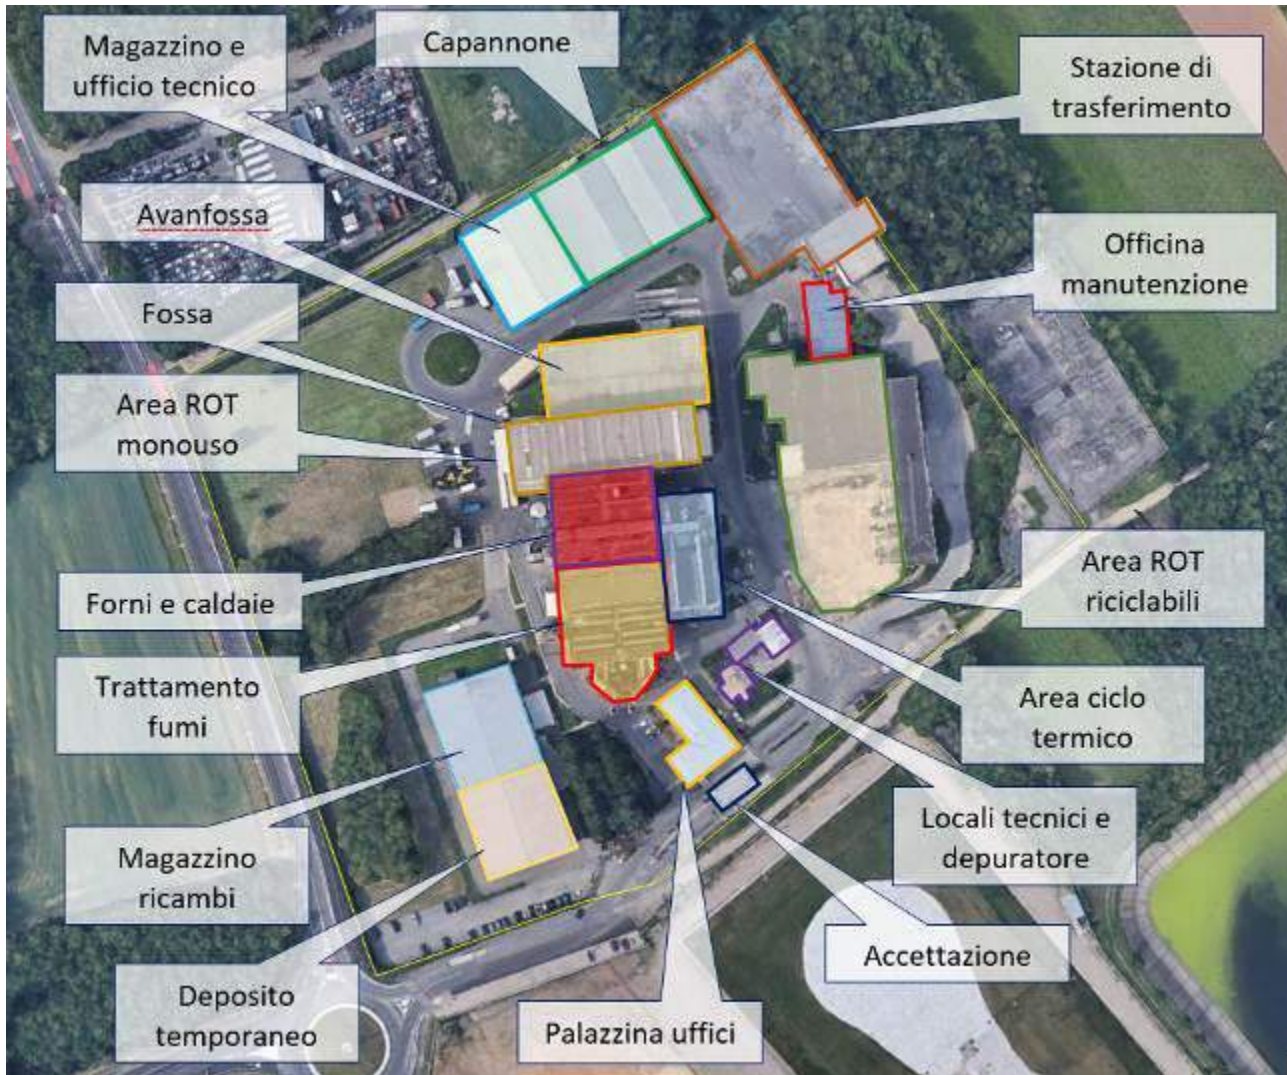 Magazzino e
ufficio tecnico
Capannone
Stazione di
trasferimento
Avanfossa
Officina
manutenzione
Fossa
Area ROT
monouso
Area ROT
riciclabili
Forni e caldaie
Trattamento
fumi
Area ciclo
termico
Locali tecnici e
depuratore
Magazzino
ricambi
Accettazione
Deposito
temporaneo
Palazzina uffici